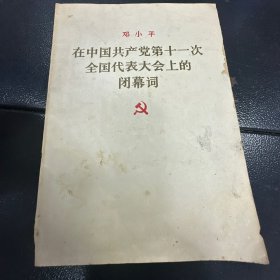 邓小平
在中国共产党第十一次
全国代表大会上的
闭幕词